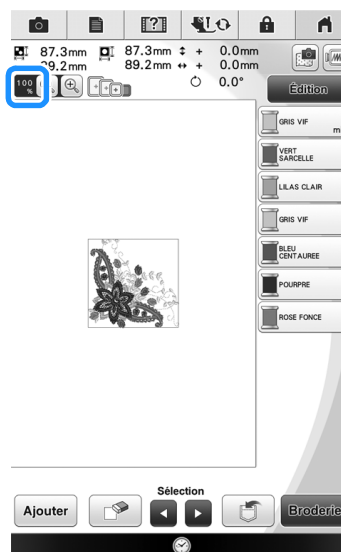 87.3mm 87.3mm + 0.0mm
89.2mm 89.2mm + 0.0mm
100 % 0.0°
Édition
GRIS VIF
m
VERT
SARCELLE
LILAS CLAIR
GRIS VIF
BLEU
CENTAUREE
POURPRE
ROSE FONCE
Sélection
Ajouter
Broderie